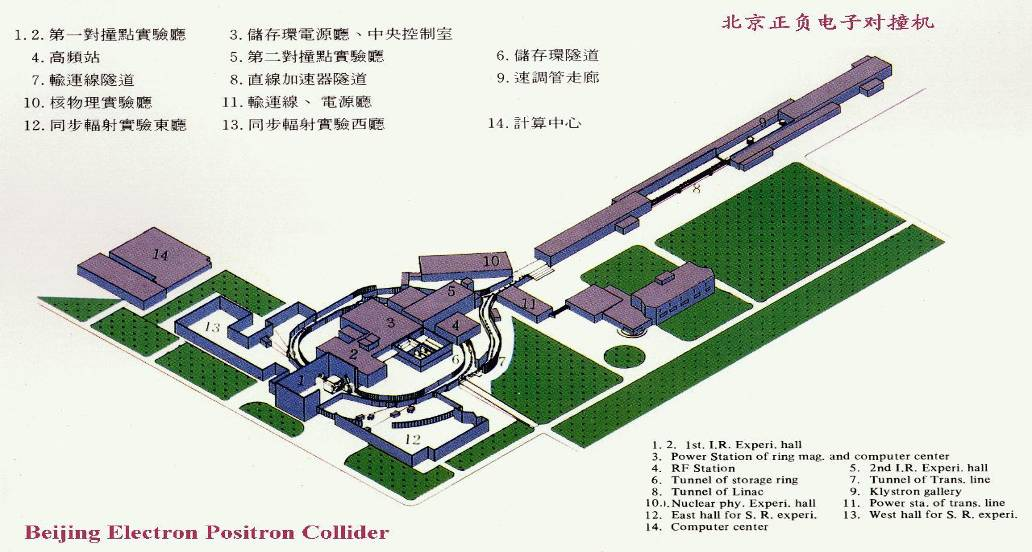 北京正负电子对撞机
1.2.第一對撞點實驗廳 3.儲存環電源廳、中央控制室
4.高頻站 5.第二對撞點實驗廳 6.儲存環隧道
7.輸運線隧道 8.直線加速器隧道 9.速調管走廊
10.核物理實驗廳 11.輸運線、電源廳
12.同步輻射實驗東廳 13.同步輻射實驗西廳 14.計算中心
9
8
14
10
5
11
13
3
4
2
6
7
1
12
1, 2. 1st. I.R. Experi. hall
3. Power Station of ring mag. and computer center
4. RF Station 5. 2nd I.R. Experi. hall
6. Tunnel of storage ring 7. Tunnel of Trans. line
8. Tunnel of Linac 9. Klystron gallery
10.Nuclear phy. Experi. hall 11. Power sta. of trans. line
12. East hall for S. R. experi. 13. West hall for S. R. experi.
14. Computer center
Beijing Electron Positron Collider